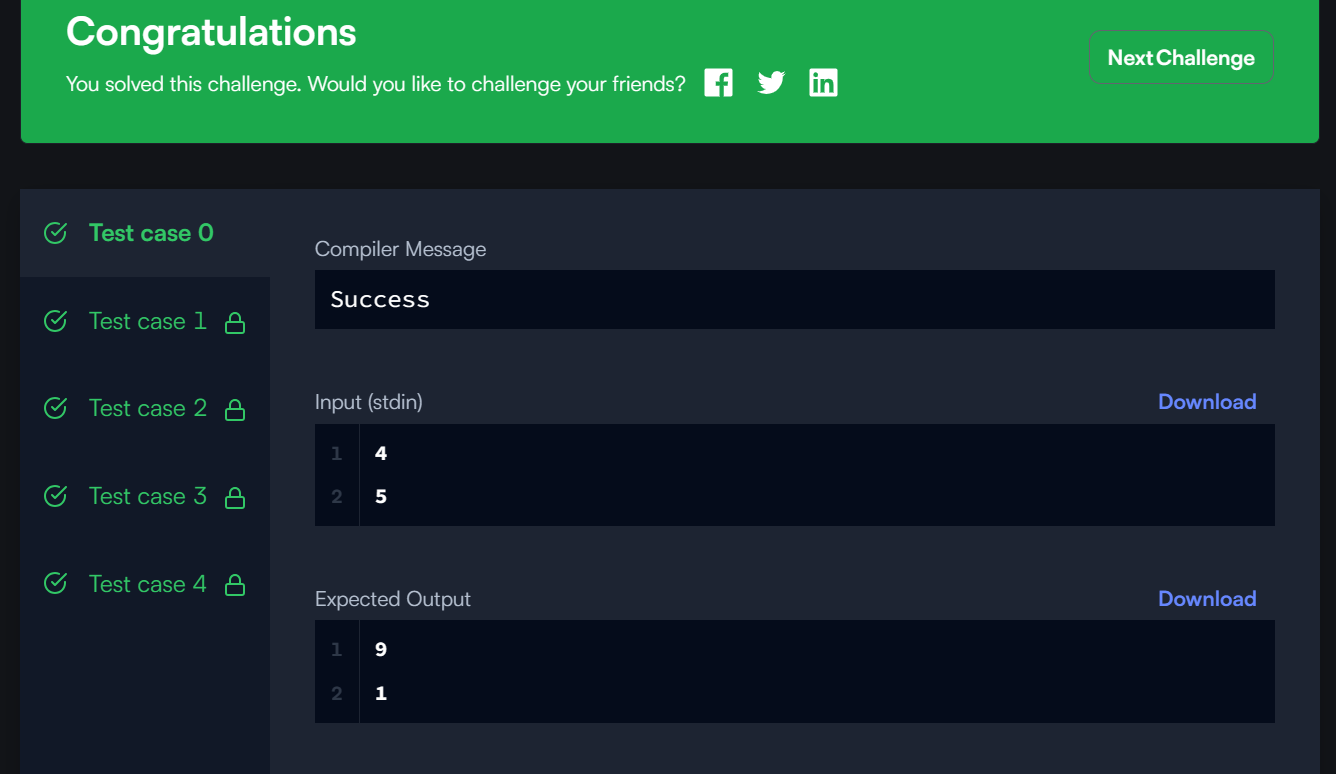 Congratulations
You solved this challenge. Would you like to challenge your friends?
Next Challenge
Test case 0
Test case 1
Test case 2
Test case 3
Test case 4
Compiler Message
Success
Input (stdin)
Download
1 4
2 5
Expected Output
Download
1 9
2 1